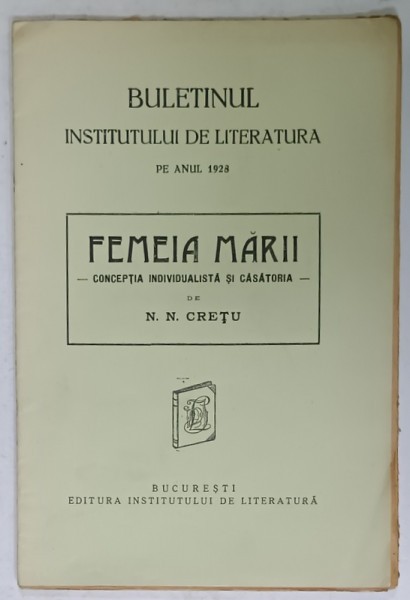 BULETINUL
INSTITUTULUI DE LITERATURA
PE ANUL 1928
FEMEIA MĂRII
— CONCEPȚIA INDIVIDUALISTĂ ȘI CĂSĂTORIA —
DE
N. N. CREȚU
BUCUREȘTI
EDITURA INSTITUTULUI DE LITERATURĂ